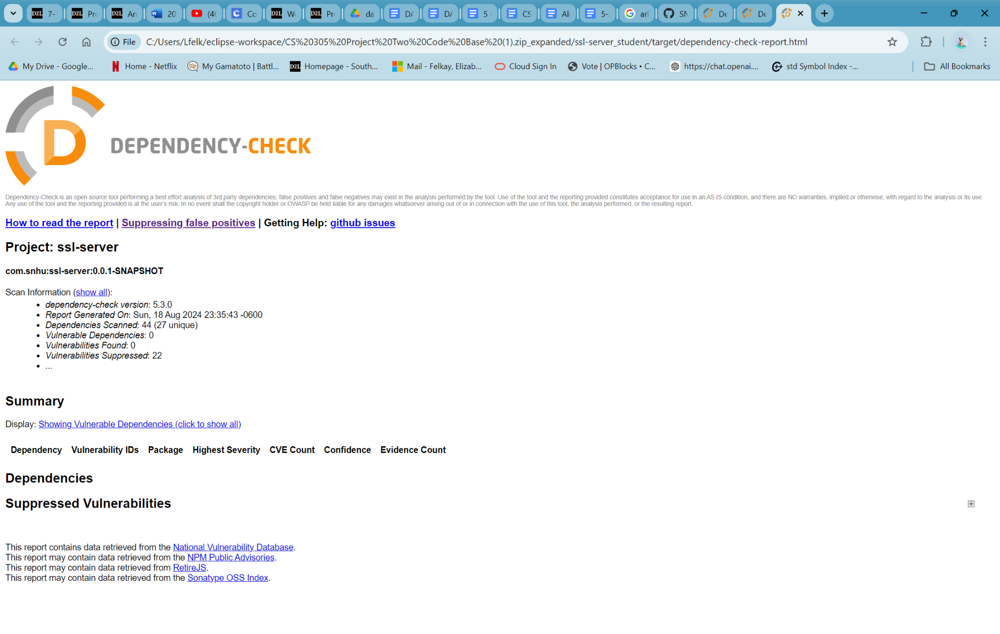 D2L 7-
D2L Pr
D2L An
20
(4
Co
D2L W
D2L Pr
da
DA
DA
5 -
CS
Al
5-
arl
SN
De
De
File C:/Users/Lfelk/eclipse-workspace/CS%20305%20Project%20Two%20Code%20Base%20(1).zip_expanded/ssl-server_student/target/dependency-check-report.html
My Drive - Google... Home - Netflix My Gamatoto | Battl... D2L Homepage - South... Mail - Felkay, Elizab... Cloud Sign In Vote | OPBlocks • C... https://chat.openai.... std Symbol Index -... All Bookmarks
D DEPENDENCY-CHECK
Dependency-Check is an open source tool performing a best effort analysis of 3rd party dependencies; false positives and false negatives may exist in the analysis performed by the tool. Use of the tool and the reporting provided constitutes acceptance for use in an AS IS condition, and there are NO warranties, implied or otherwise, with regard to the analysis or its use.
Any use of the tool and the reporting provided is at the user's risk. In no event shall the copyright holder or OWASP be held liable for any damages whatsoever arising out of or in connection with the use of this tool, the analysis performed, or the resulting report.
How to read the report | Suppressing false positives | Getting Help: github issues
Project: ssl-server
com.snhu:ssl-server:0.0.1-SNAPSHOT
Scan Information (show all):
• dependency-check version: 5.3.0
• Report Generated On: Sun, 18 Aug 2024 23:35:43 -0600
• Dependencies Scanned: 44 (27 unique)
• Vulnerable Dependencies: 0
• Vulnerabilities Found: 0
• Vulnerabilities Suppressed: 22
• ...
Summary
Display: Showing Vulnerable Dependencies (click to show all)
Dependency Vulnerability IDs Package Highest Severity CVE Count Confidence Evidence Count
Dependencies
Suppressed Vulnerabilities
This report contains data retrieved from the National Vulnerability Database.
This report may contain data retrieved from the NPM Public Advisories.
This report may contain data retrieved from RetireJS.
This report may contain data retrieved from the Sonatype OSS Index.